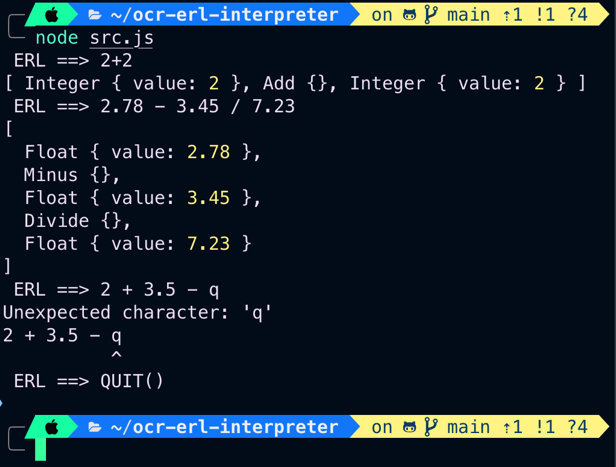 ~/ocr-erl-interpreter on main ⇡1 !1 ?4
node src.js
ERL ==> 2+2
[ Integer { value: 2 }, Add {}, Integer { value: 2 } ]
ERL ==> 2.78 - 3.45 / 7.23
[
  Float { value: 2.78 },
  Minus {},
  Float { value: 3.45 },
  Divide {},
  Float { value: 7.23 }
]
ERL ==> 2 + 3.5 - q
Unexpected character: 'q'
2 + 3.5 - q
          ^
ERL ==> QUIT()
~/ocr-erl-interpreter on main ⇡1 !1 ?4